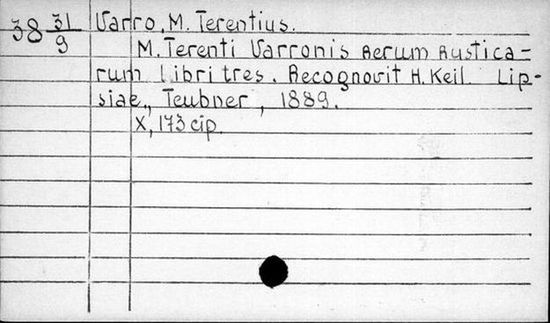 38 31/9 Varro, M. Terentius.
M. Terenti Varronis Rerum Rustica-
rum libri tres. Recognovit H. Keil. Lip-
siae, Teubner, 1889.
X, 173 cip.